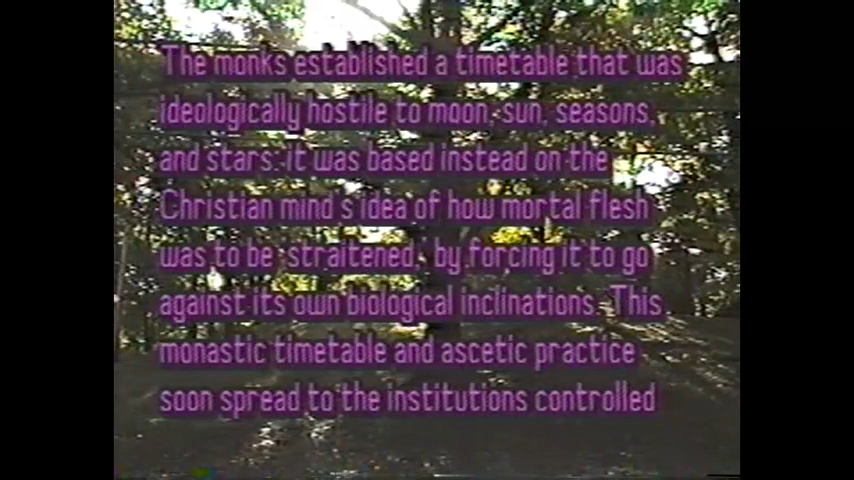 The monks established a timetable that was
ideologically hostile to moon, sun, seasons,
and stars: it was based instead on the
Christian mind's idea of how mortal flesh
was to be 'straitened,' by forcing it to go
against its own biological inclinations. This
monastic timetable and ascetic practice
soon spread to the institutions controlled